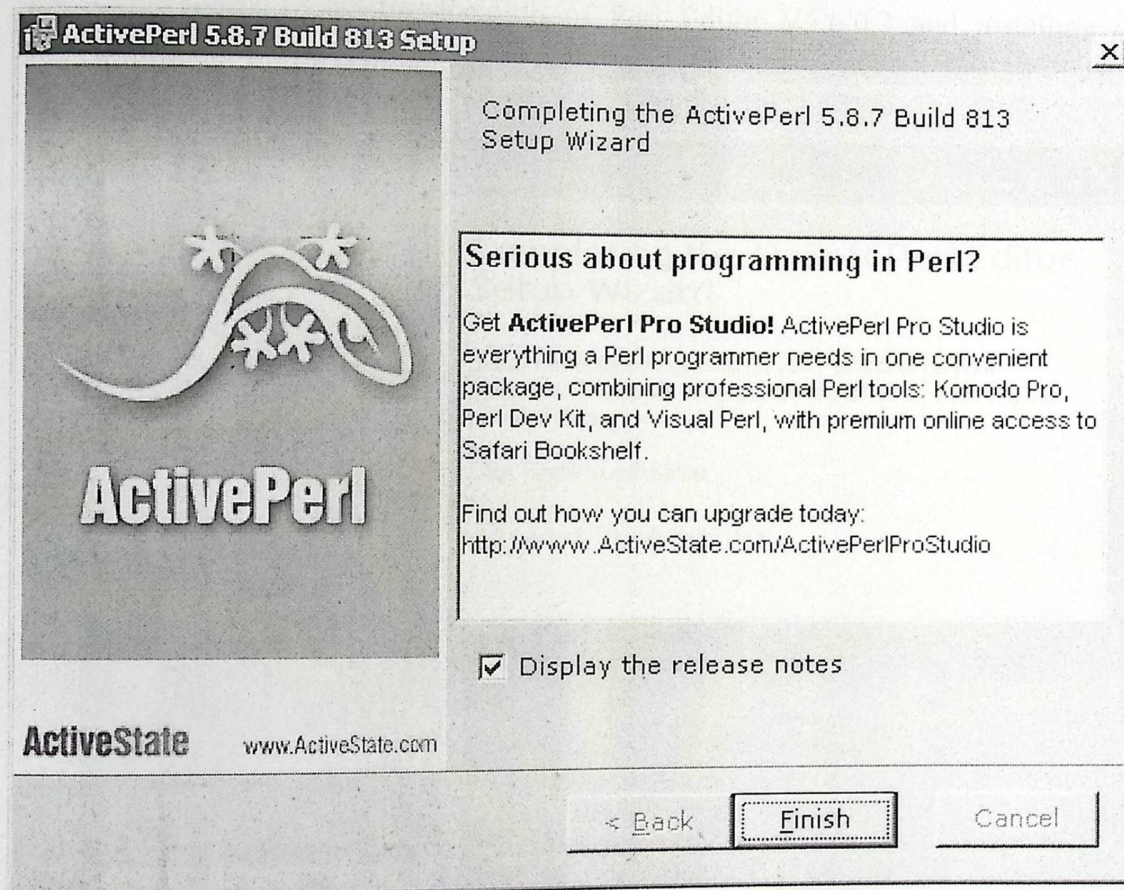 ActivePerl 5.8.7 Build 813 Setup
Completing the ActivePerl 5.8.7 Build 813
Setup Wizard
Serious about programming in Perl?
Get ActivePerl Pro Studio! ActivePerl Pro Studio is
everything a Perl programmer needs in one convenient
package, combining professional Perl tools: Komodo Pro,
Perl Dev Kit, and Visual Perl, with premium online access to
Safari Bookshelf.
Find out how you can upgrade today:
http://www.ActiveState.com/ActivePerlProStudio
ActivePerl
Display the release notes
ActiveState www.ActiveState.com
< Back Finish Cancel